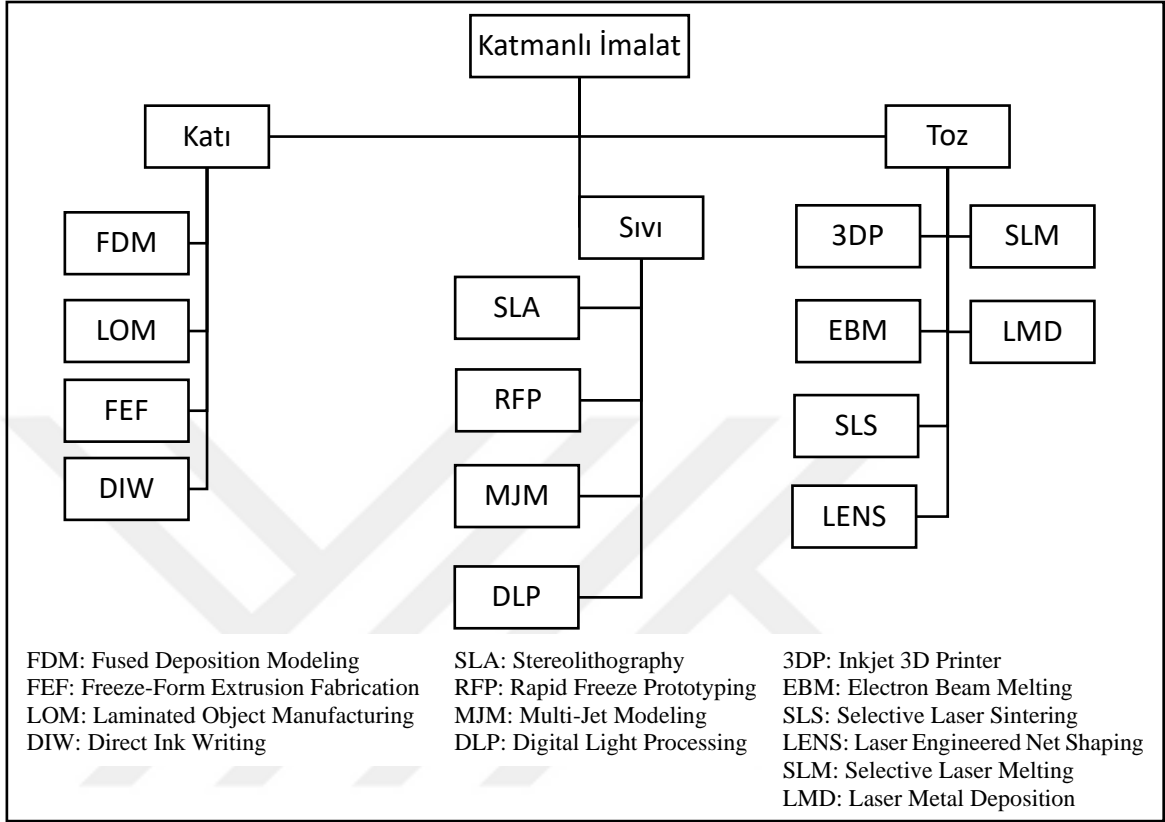 Katmanlı İmalat
Katı
Toz
Sıvı
FDM
LOM
FEF
DIW
SLA
RFP
MJM
DLP
3DP
SLM
EBM
LMD
SLS
LENS
FDM: Fused Deposition Modeling
FEF: Freeze-Form Extrusion Fabrication
LOM: Laminated Object Manufacturing
DIW: Direct Ink Writing
SLA: Stereolithography
RFP: Rapid Freeze Prototyping
MJM: Multi-Jet Modeling
DLP: Digital Light Processing
3DP: Inkjet 3D Printer
EBM: Electron Beam Melting
SLS: Selective Laser Sintering
LENS: Laser Engineered Net Shaping
SLM: Selective Laser Melting
LMD: Laser Metal Deposition